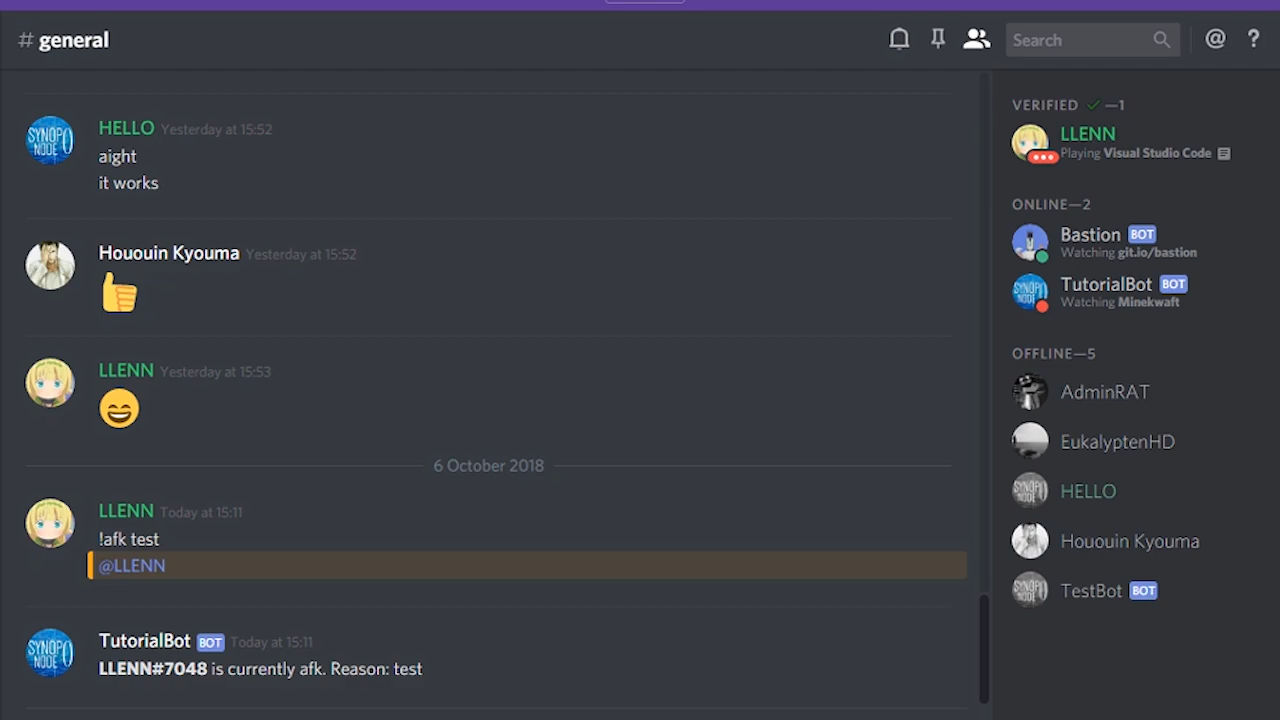 # general
Search
@
?
HELLO Yesterday at 15:52
aight
it works
Hououin Kyouma Yesterday at 15:52
LLENN Yesterday at 15:53
6 October 2018
LLENN Today at 15:11
!afk test
@LLENN
TutorialBot BOT Today at 15:11
LLENN#7048 is currently afk. Reason: test
VERIFIED ✓ —1
LLENN
Playing Visual Studio Code
ONLINE—2
Bastion BOT
Watching git.io/bastion
TutorialBot BOT
Watching Minekwaft
OFFLINE—5
AdminRAT
EukalyptenHD
HELLO
Hououin Kyouma
TestBot BOT